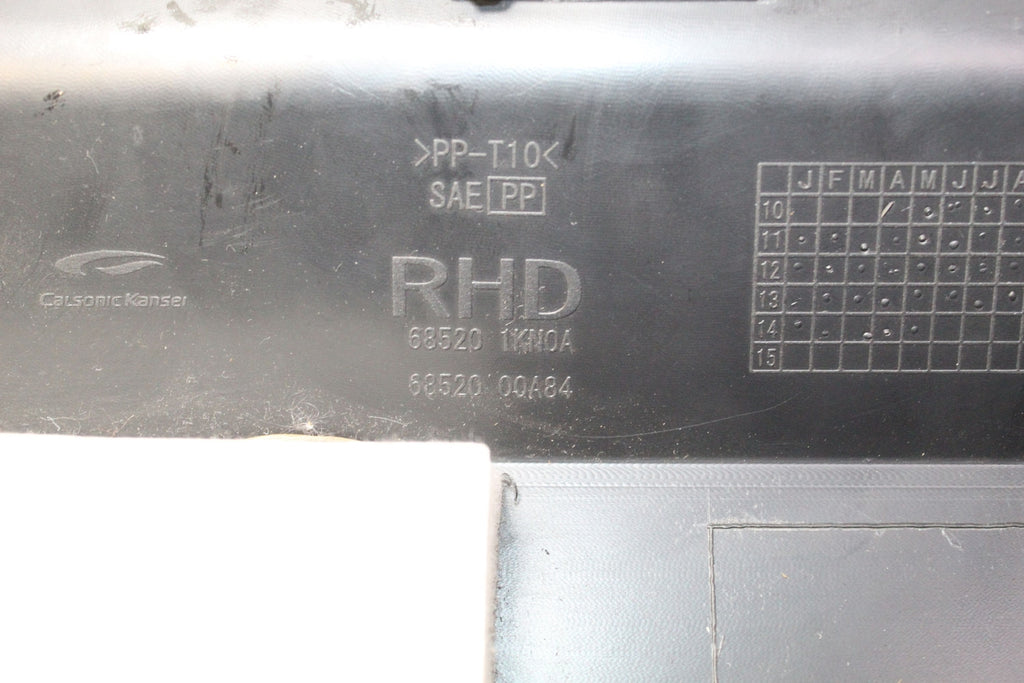 >PP-T10<
SAE PP
CALSONIC KANSEI
RHD
68520 1KN0A
68520 00A84
J F M A M J J A
10
11
12
13
14
15